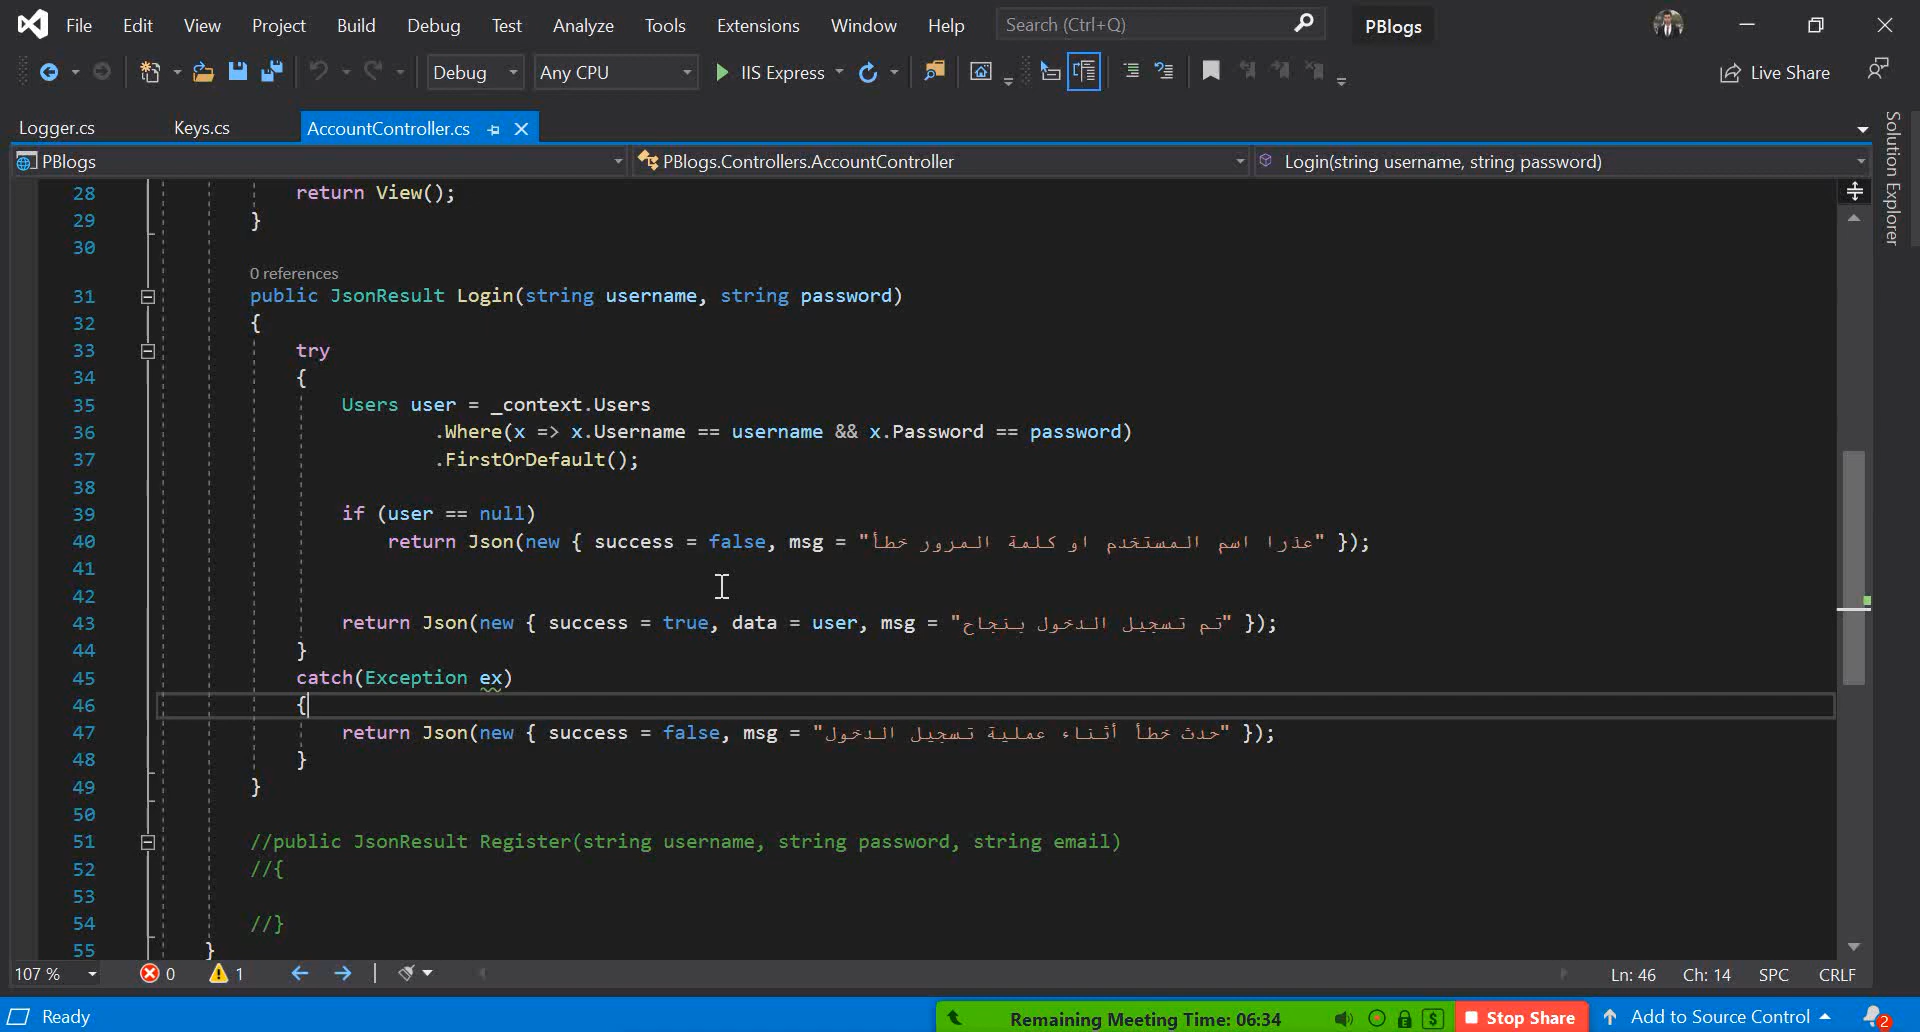 File Edit View Project Build Debug Test Analyze Tools Extensions Window Help Search (Ctrl+Q) PBlogs
Debug Any CPU IIS Express Live Share
Logger.cs Keys.cs AccountController.cs
PBlogs PBlogs.Controllers.AccountController Login(string username, string password)
Solution Explorer
28 return View();
29 }
30
0 references
31 public JsonResult Login(string username, string password)
32 {
33 try
34 {
35 Users user = _context.Users
36 .Where(x => x.Username == username && x.Password == password)
37 .FirstOrDefault();
38
39 if (user == null)
40 return Json(new { success = false, msg = "عذرا اسم المستخدم او كلمة المرور خطأ" });
41
42
43 return Json(new { success = true, data = user, msg = "تم تسجيل الدخول بنجاح" });
44 }
45 catch(Exception ex)
46 {
47 return Json(new { success = false, msg = "حدث خطأ أثناء عملية تسجيل الدخول" });
48 }
49 }
50
51 //public JsonResult Register(string username, string password, string email)
52 //{
53
54 //}
55 }
107 % 0 1 Ln: 46 Ch: 14 SPC CRLF
Ready Remaining Meeting Time: 06:34 $ Stop Share Add to Source Control 2